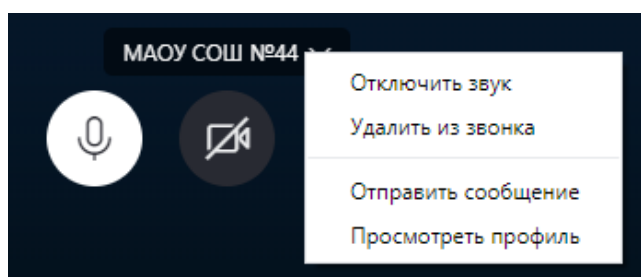 МАОУ СОШ №44
Отключить звук
Удалить из звонка
Отправить сообщение
Просмотреть профиль